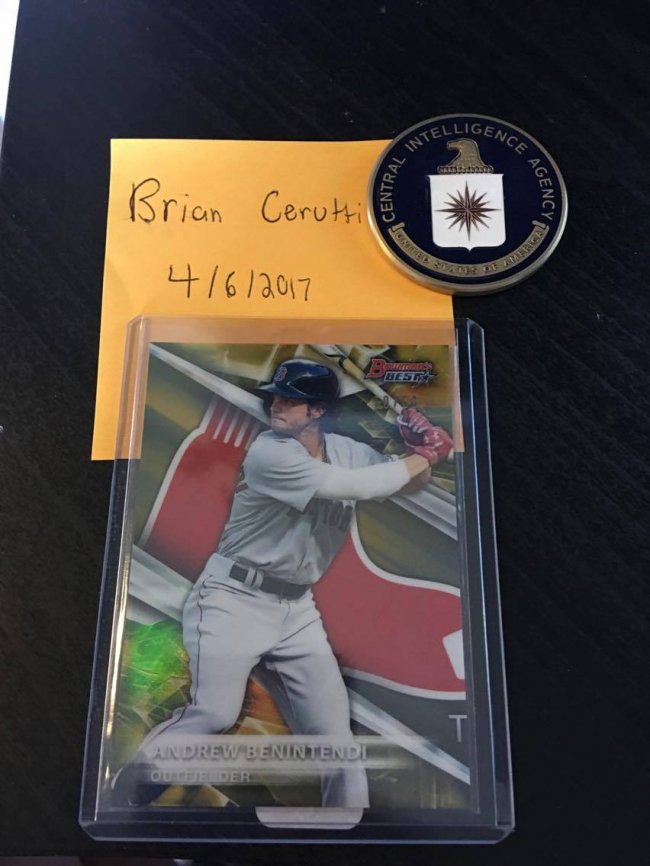 Brian Cerutti
4/6/2017
CENTRAL INTELLIGENCE AGENCY
UNITED STATES OF AMERICA
BOWMAN'S
BEST
B
T
ANDREW BENINTENDI
OUTFIELDER